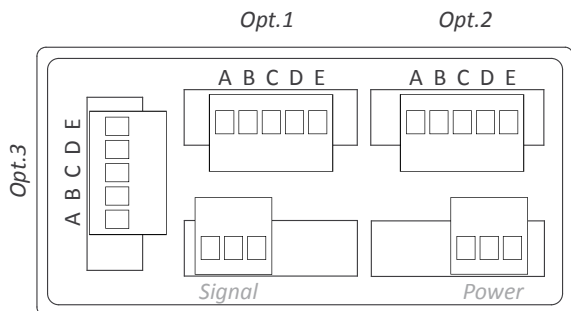 Opt.1
Opt.2
A B C D E
A B C D E
Opt.3
A B C D E
Signal
Power